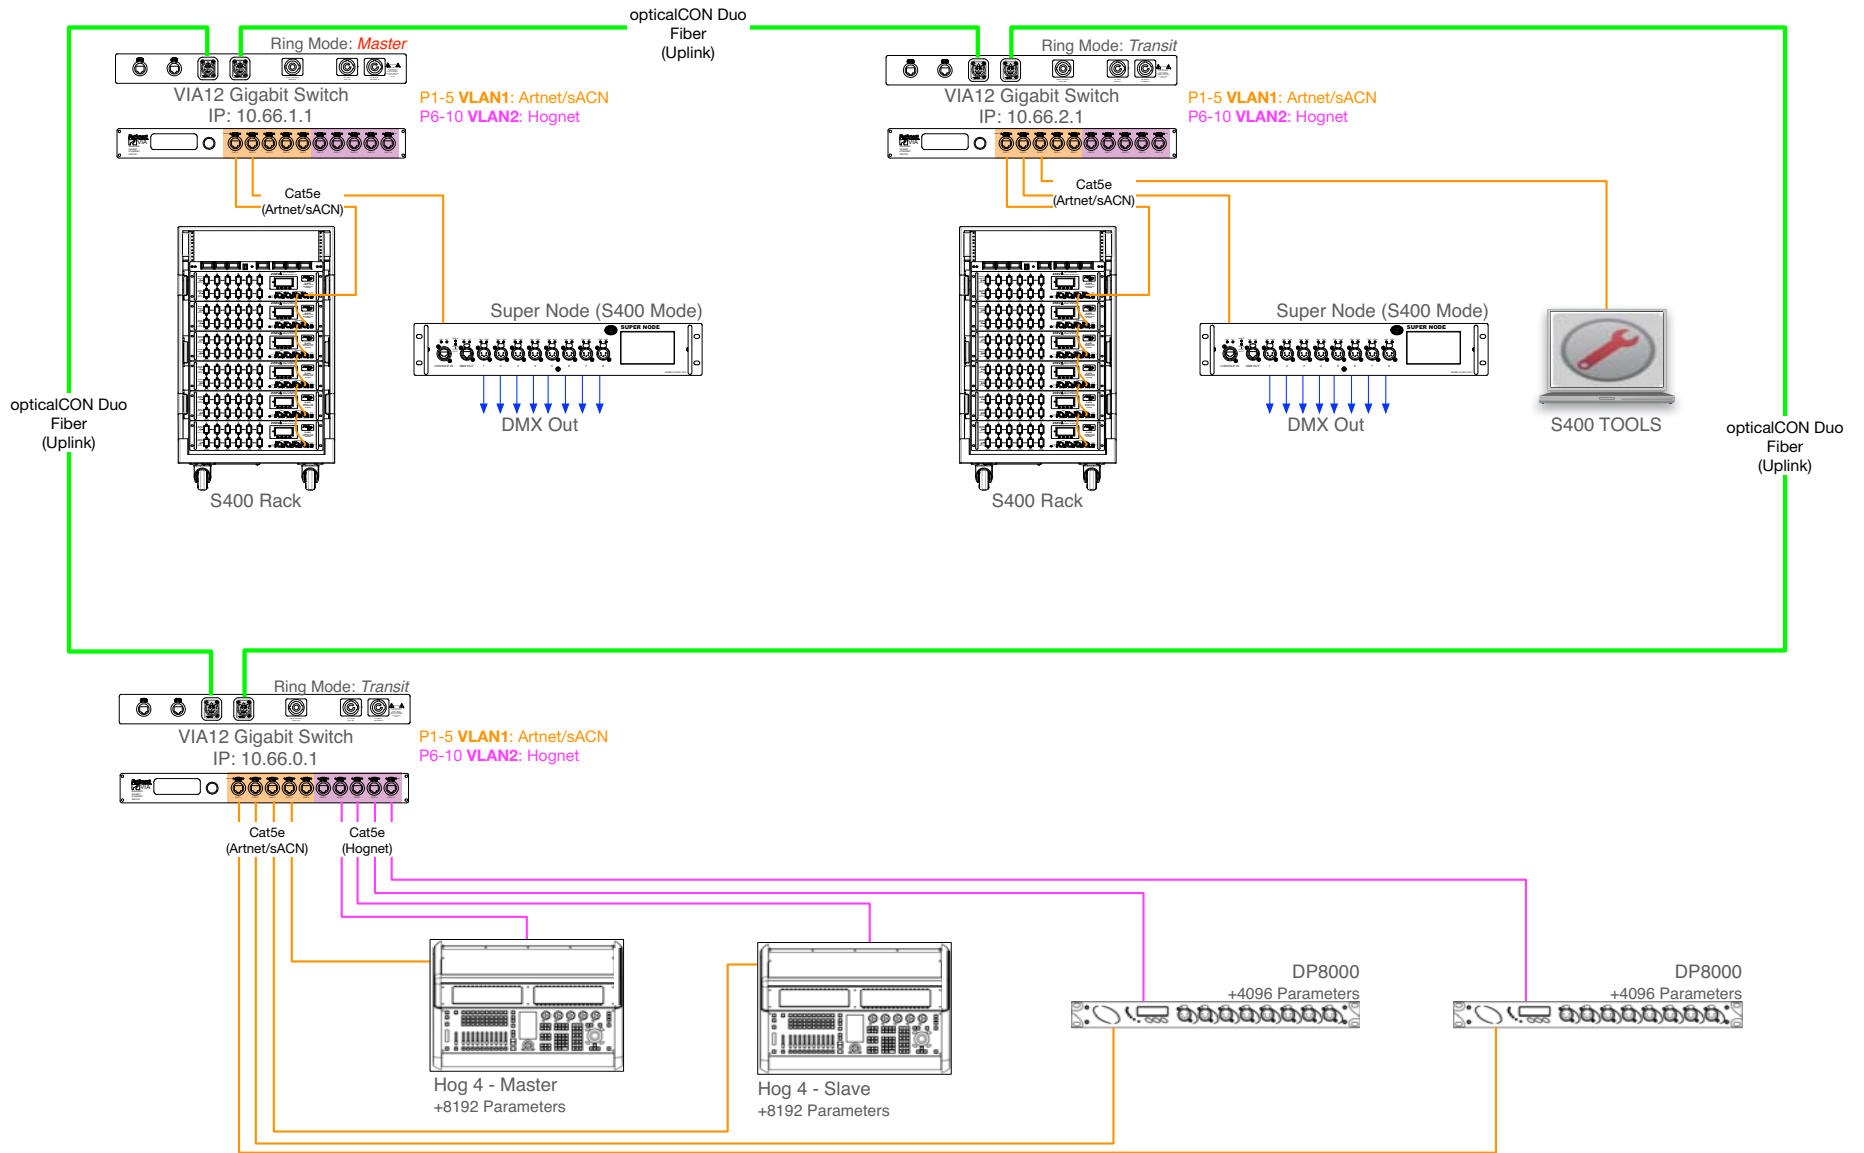 opticalCON Duo
Fiber
(Uplink)
Ring Mode: Master
VIA12 Gigabit Switch
IP: 10.66.1.1
P1-5 VLAN1: Artnet/sACN
P6-10 VLAN2: Hognet
Ring Mode: Transit
VIA12 Gigabit Switch
IP: 10.66.2.1
P1-5 VLAN1: Artnet/sACN
P6-10 VLAN2: Hognet
Cat5e
(Artnet/sACN)
Cat5e
(Artnet/sACN)
Super Node (S400 Mode)
SUPER NODE
DMX Out
S400 Rack
Super Node (S400 Mode)
SUPER NODE
DMX Out
S400 Rack
S400 TOOLS
opticalCON Duo
Fiber
(Uplink)
opticalCON Duo
Fiber
(Uplink)
Ring Mode: Transit
VIA12 Gigabit Switch
IP: 10.66.0.1
P1-5 VLAN1: Artnet/sACN
P6-10 VLAN2: Hognet
Cat5e
(Artnet/sACN)
Cat5e
(Hognet)
Hog 4 - Master
+8192 Parameters
Hog 4 - Slave
+8192 Parameters
DP8000
+4096 Parameters
DP8000
+4096 Parameters